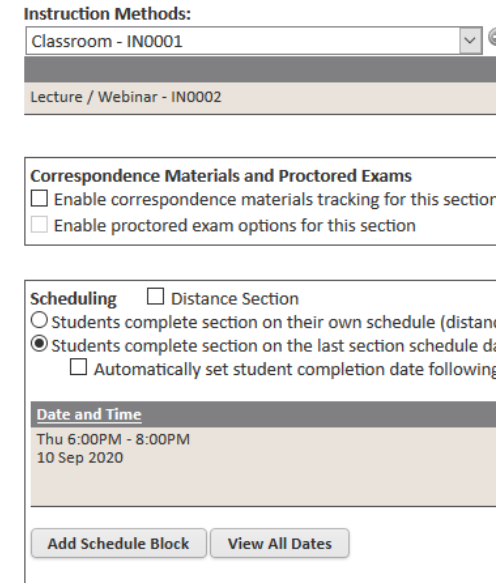 Instruction Methods:
Classroom - IN0001
Lecture / Webinar - IN0002
Correspondence Materials and Proctored Exams
Enable correspondence materials tracking for this section
Enable proctored exam options for this section
Scheduling Distance Section
Students complete section on their own schedule (distanc
Students complete section on the last section schedule da
Automatically set student completion date following
Date and Time
Thu 6:00PM - 8:00PM
10 Sep 2020
Add Schedule Block View All Dates